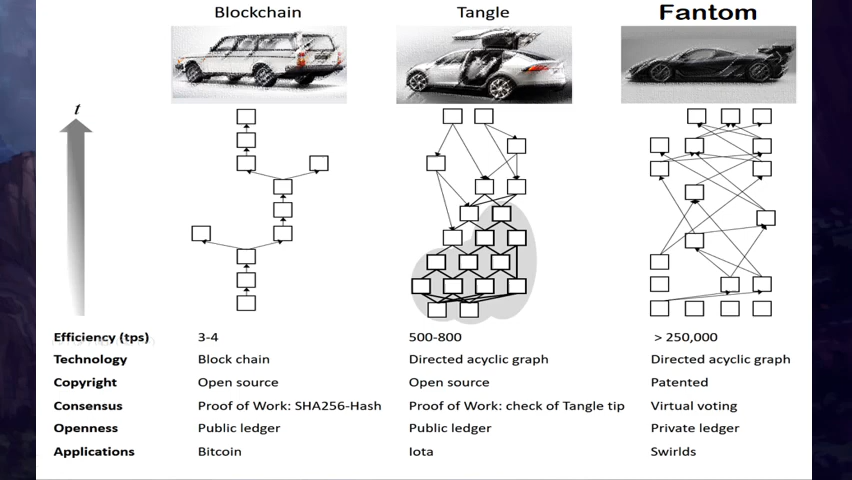 Blockchain Tangle Fantom
t
Efficiency (tps) 3-4 500-800 > 250,000
Technology Block chain Directed acyclic graph Directed acyclic graph
Copyright Open source Open source Patented
Consensus Proof of Work: SHA256-Hash Proof of Work: check of Tangle tip Virtual voting
Openness Public ledger Public ledger Private ledger
Applications Bitcoin Iota Swirlds